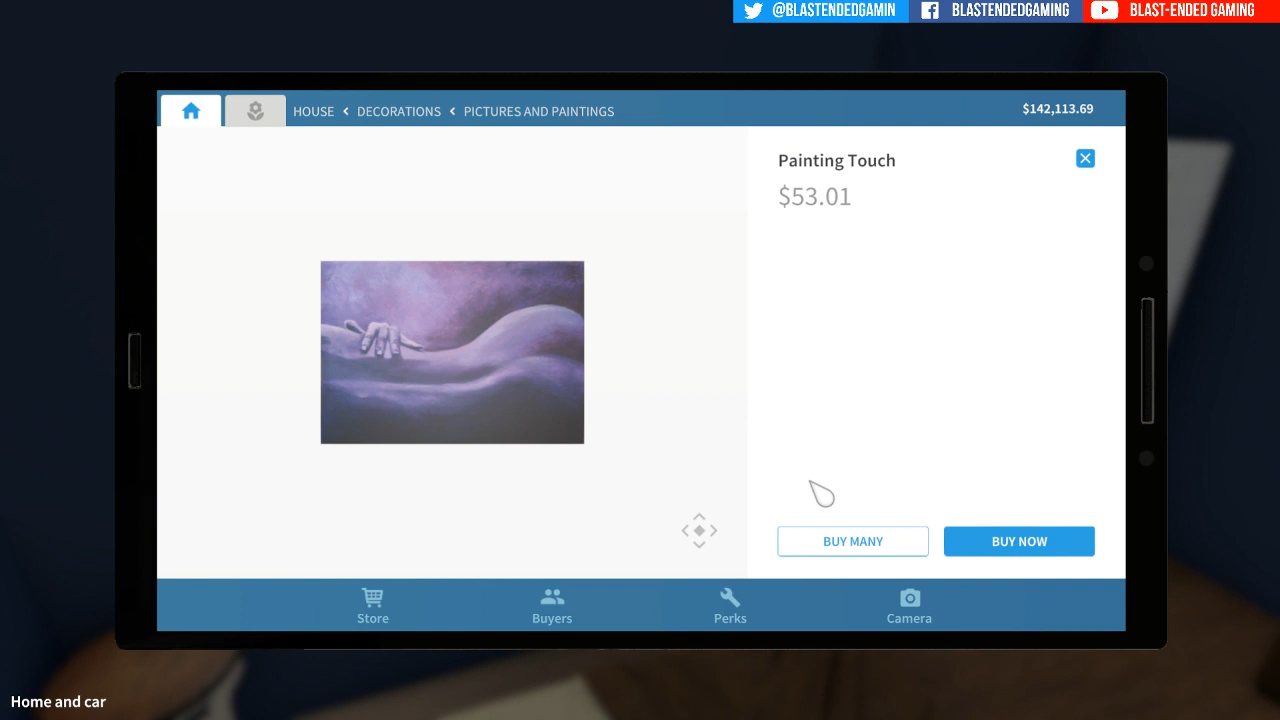 @BLASTENDEDGAMIN
BLASTENDEDGAMING
BLAST-ENDED GAMING
HOUSE < DECORATIONS < PICTURES AND PAINTINGS
$142,113.69
Painting Touch
$53.01
BUY MANY
BUY NOW
Store
Buyers
Perks
Camera
Home and car